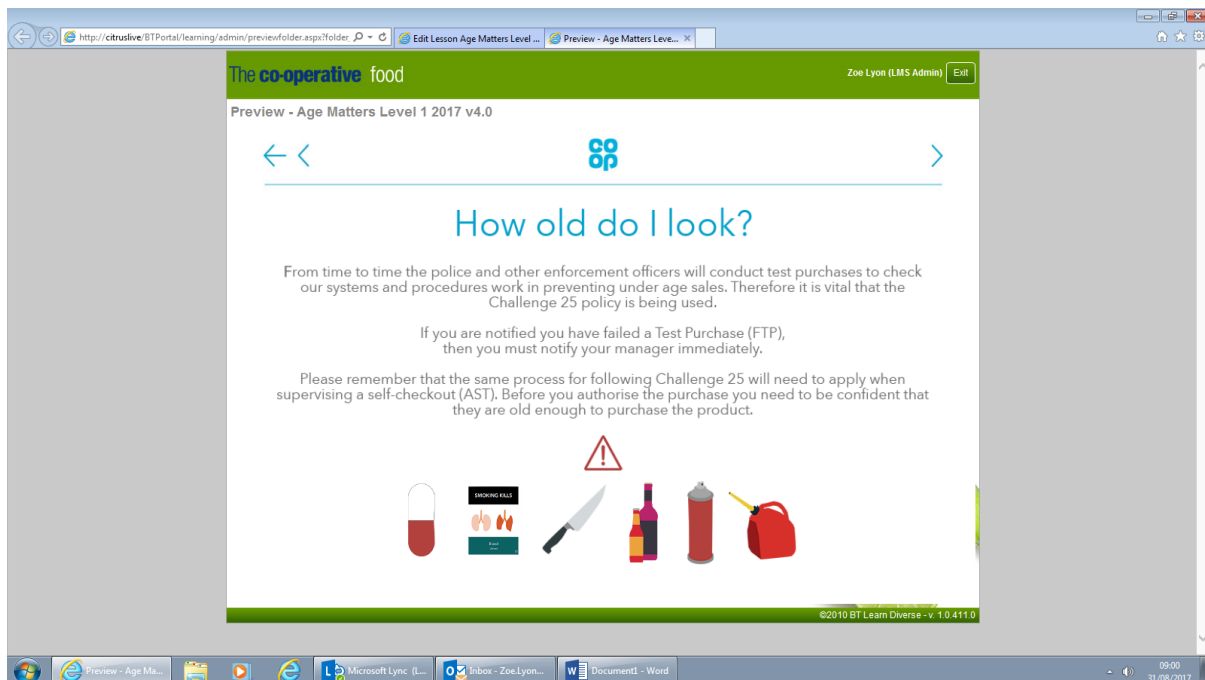 http://citruslive/BTPortal/learning/admin/previewfolder.aspx?folder
Edit Lesson Age Matters Level ...
Preview - Age Matters Leve...
The co-operative food
Zoe Lyon (LMS Admin)
Exit
Preview - Age Matters Level 1 2017 v4.0
CO
OP
How old do I look?
From time to time the police and other enforcement officers will conduct test purchases to check
our systems and procedures work in preventing under age sales. Therefore it is vital that the
Challenge 25 policy is being used.
If you are notified you have failed a Test Purchase (FTP),
then you must notify your manager immediately.
Please remember that the same process for following Challenge 25 will need to apply when
supervising a self-checkout (AST). Before you authorise the purchase you need to be confident that
they are old enough to purchase the product.
SMOKING KILLS
©2010 BT Learn Diverse - v. 1.0.411.0
Preview - Age Ma...
Microsoft Lync (L...
Inbox - Zoe.Lyon...
Document1 - Word
09:00
31/08/2017